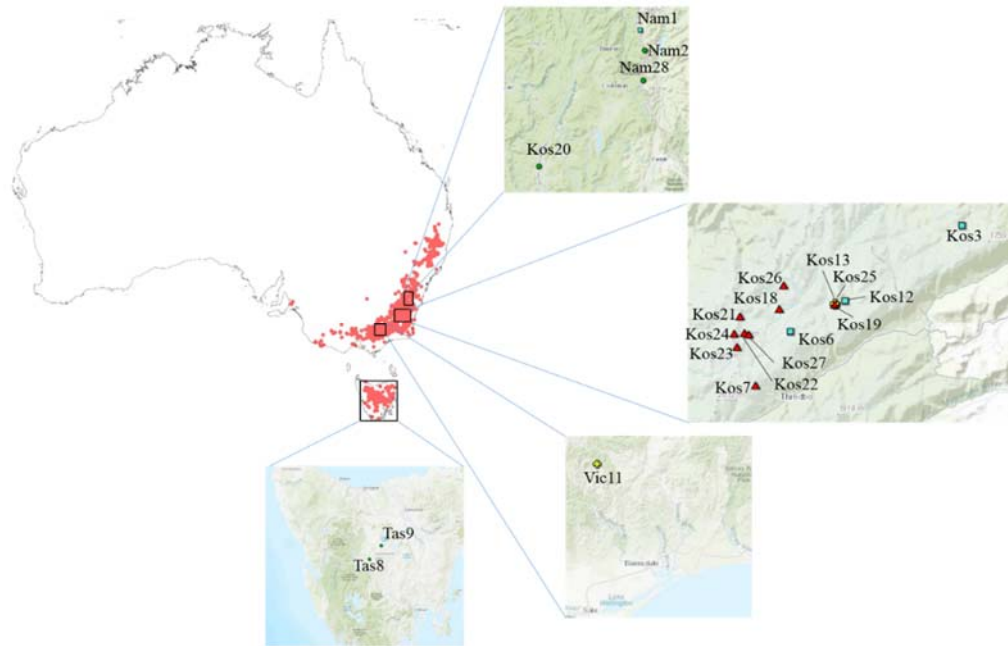 Nam1
Nam2
Nam28
Kos20
Kos3
Kos13
Kos25
Kos26
Kos12
Kos18
Kos21
Kos19
Kos24
Kos6
Kos23
Kos27
Kos22
Kos7
Vic11
Tas9
Tas8